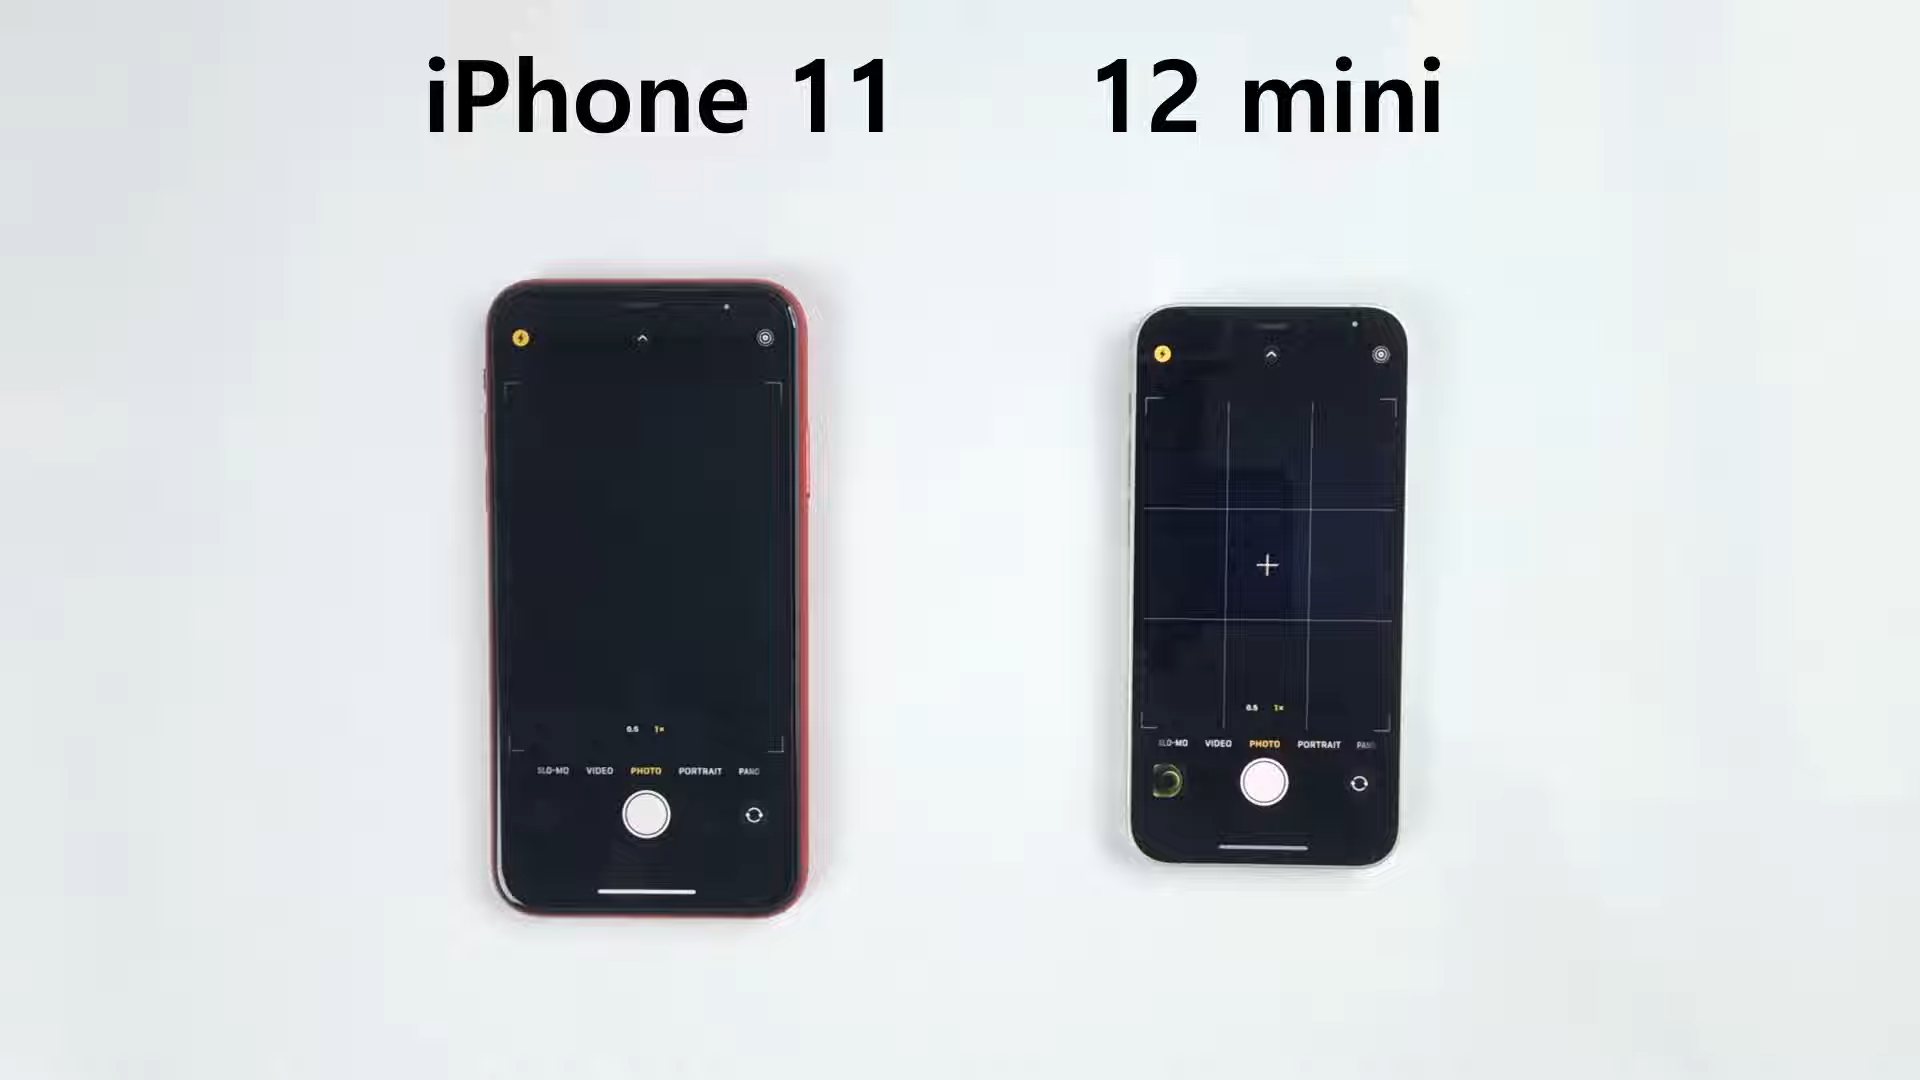 iPhone 11
12 mini
0.5 1×
SLO-MO VIDEO PHOTO PORTRAIT PANO
0.5 1×
SLO-MO VIDEO PHOTO PORTRAIT PANO